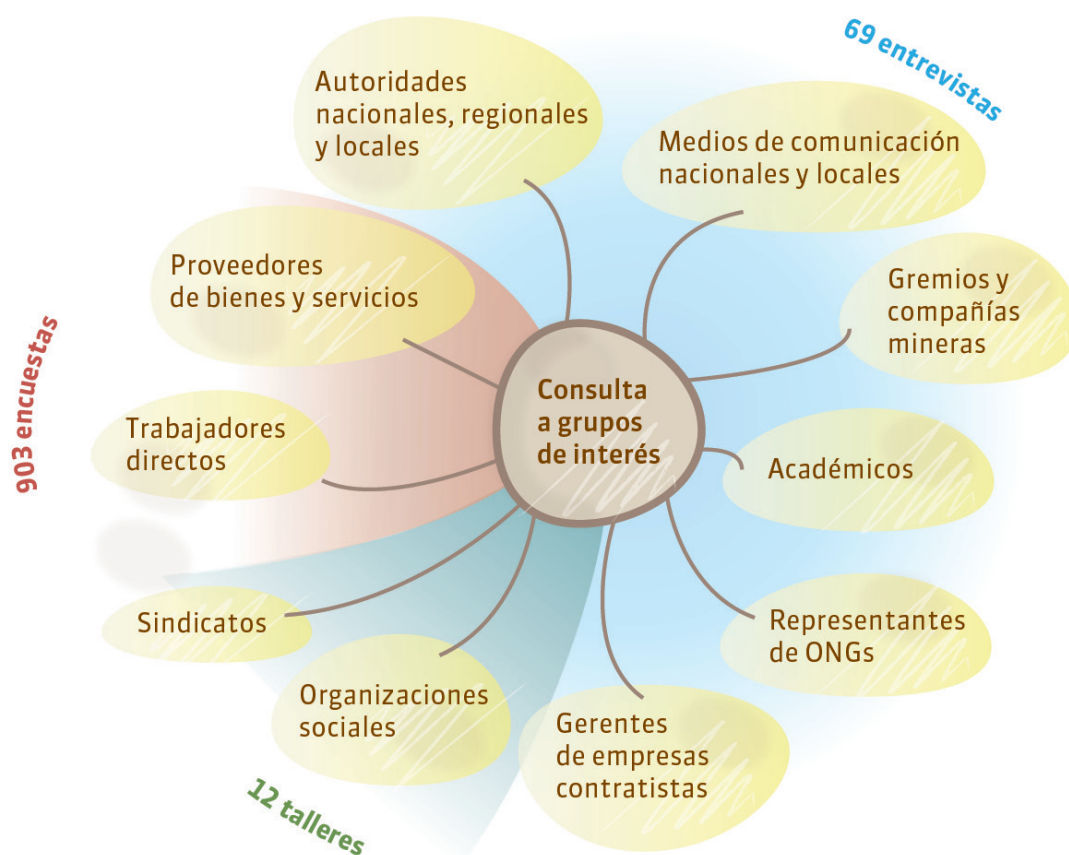 69 entrevistas
Autoridades
nacionales, regionales
y locales
Medios de comunicación
nacionales y locales
Proveedores
de bienes y servicios
Gremios y
compañías
mineras
903 encuestas
Consulta
a grupos
de interés
Trabajadores
directos
Académicos
Sindicatos
Representantes
de ONGs
Organizaciones
sociales
Gerentes
de empresas
contratistas
12 talleres